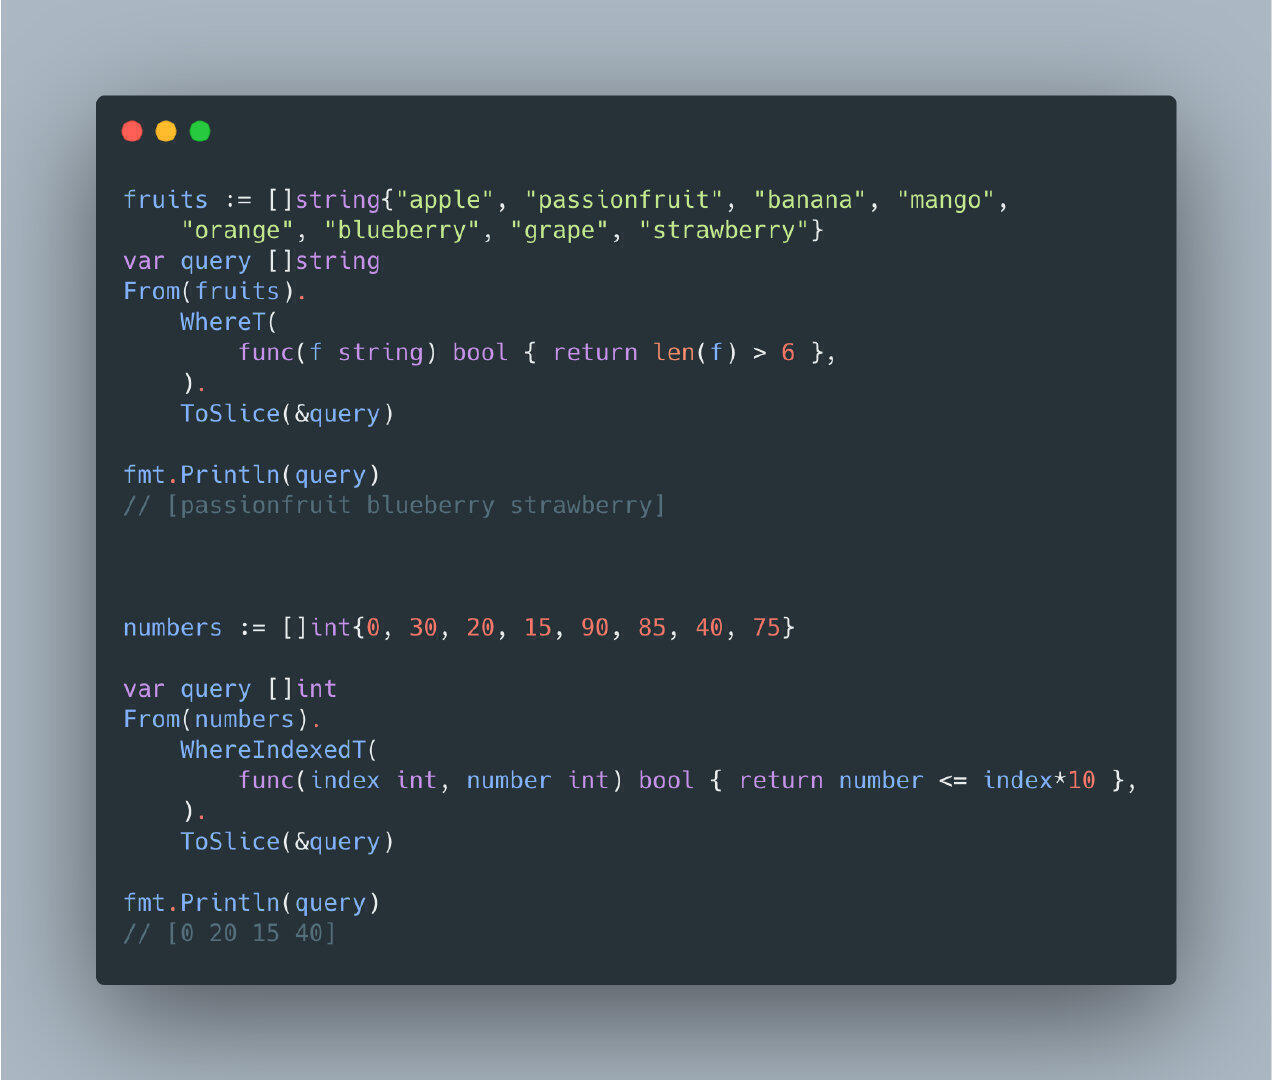 fruits := []string{"apple", "passionfruit", "banana", "mango",
    "orange", "blueberry", "grape", "strawberry"}
var query []string
From(fruits).
    WhereT(
        func(f string) bool { return len(f) > 6 },
    ).
    ToSlice(&query)

fmt.Println(query)
// [passionfruit blueberry strawberry]

numbers := []int{0, 30, 20, 15, 90, 85, 40, 75}

var query []int
From(numbers).
    WhereIndexedT(
        func(index int, number int) bool { return number <= index*10 },
    ).
    ToSlice(&query)

fmt.Println(query)
// [0 20 15 40]